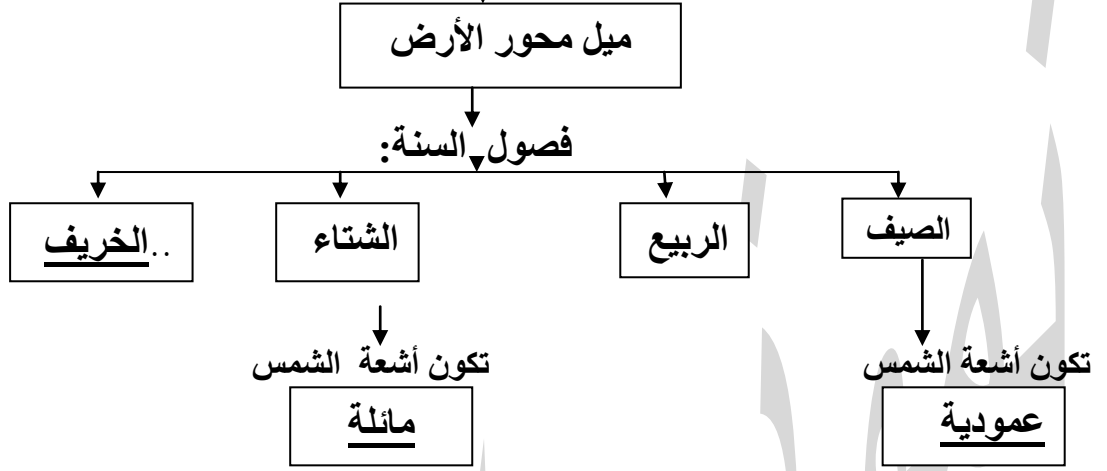 ميل محور الأرض
فصول السنة:
الصيف
الربيع
الشتاء
..الخريف
تكون أشعة الشمس
عمودية
تكون أشعة الشمس
مائلة